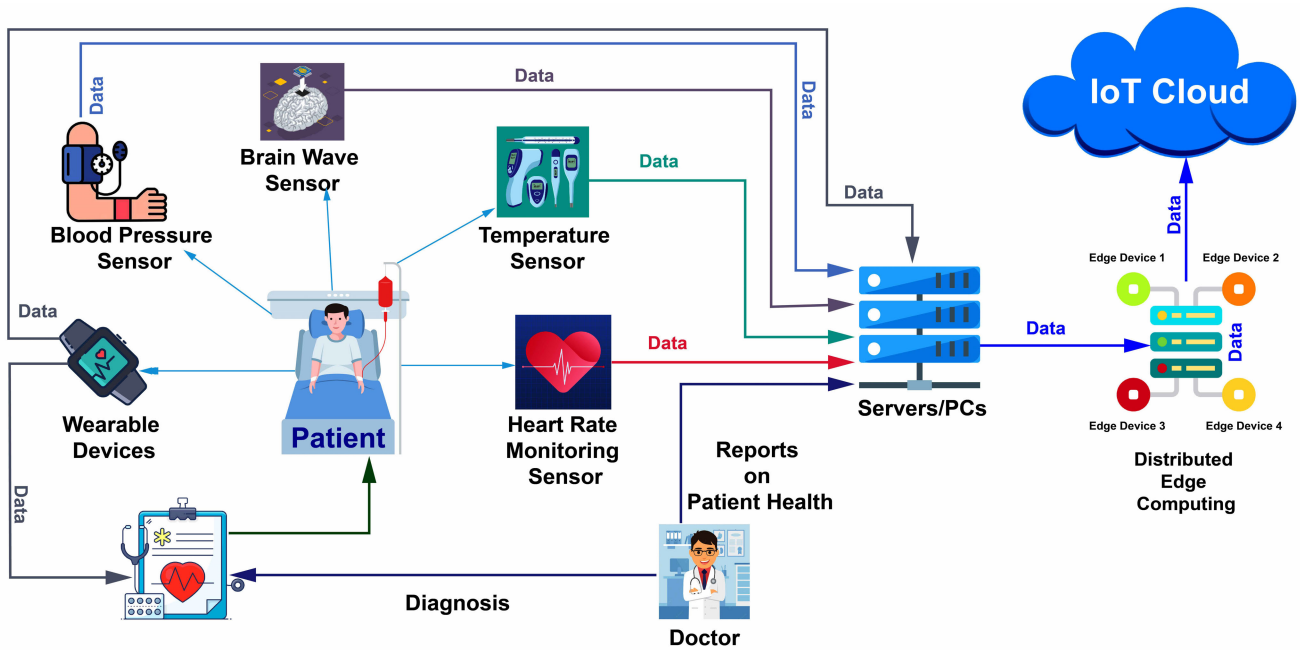 Data
Data
Brain Wave
Sensor
Data
Temperature
Sensor
Data
IoT Cloud
Data
Blood Pressure
Sensor
Edge Device 1
Edge Device 2
Data
Wearable
Devices
Patient
Data
Heart Rate
Monitoring
Sensor
Data
Servers/PCs
Data
Edge Device 3
Edge Device 4
Distributed
Edge
Computing
Data
Reports
on
Patient Health
Diagnosis
Doctor